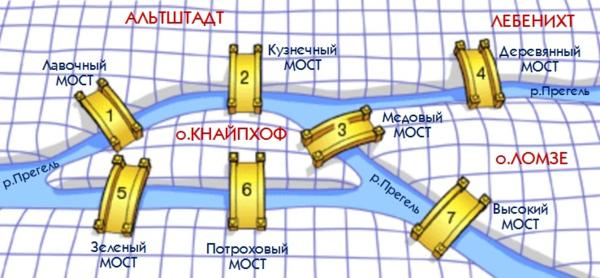 АЛЬТШТАДТ
ЛЕБЕНИХТ
Лавочный
МОСТ
Кузнечный
МОСТ
Деревянный
МОСТ
1
2
4
р.Прегель
о.КНАЙПХОФ
3
Медовый
МОСТ
р.Прегель
о.ЛОМЗЕ
5
6
р.Прегель
7
Высокий
МОСТ
Зеленый
МОСТ
Потроховый
МОСТ